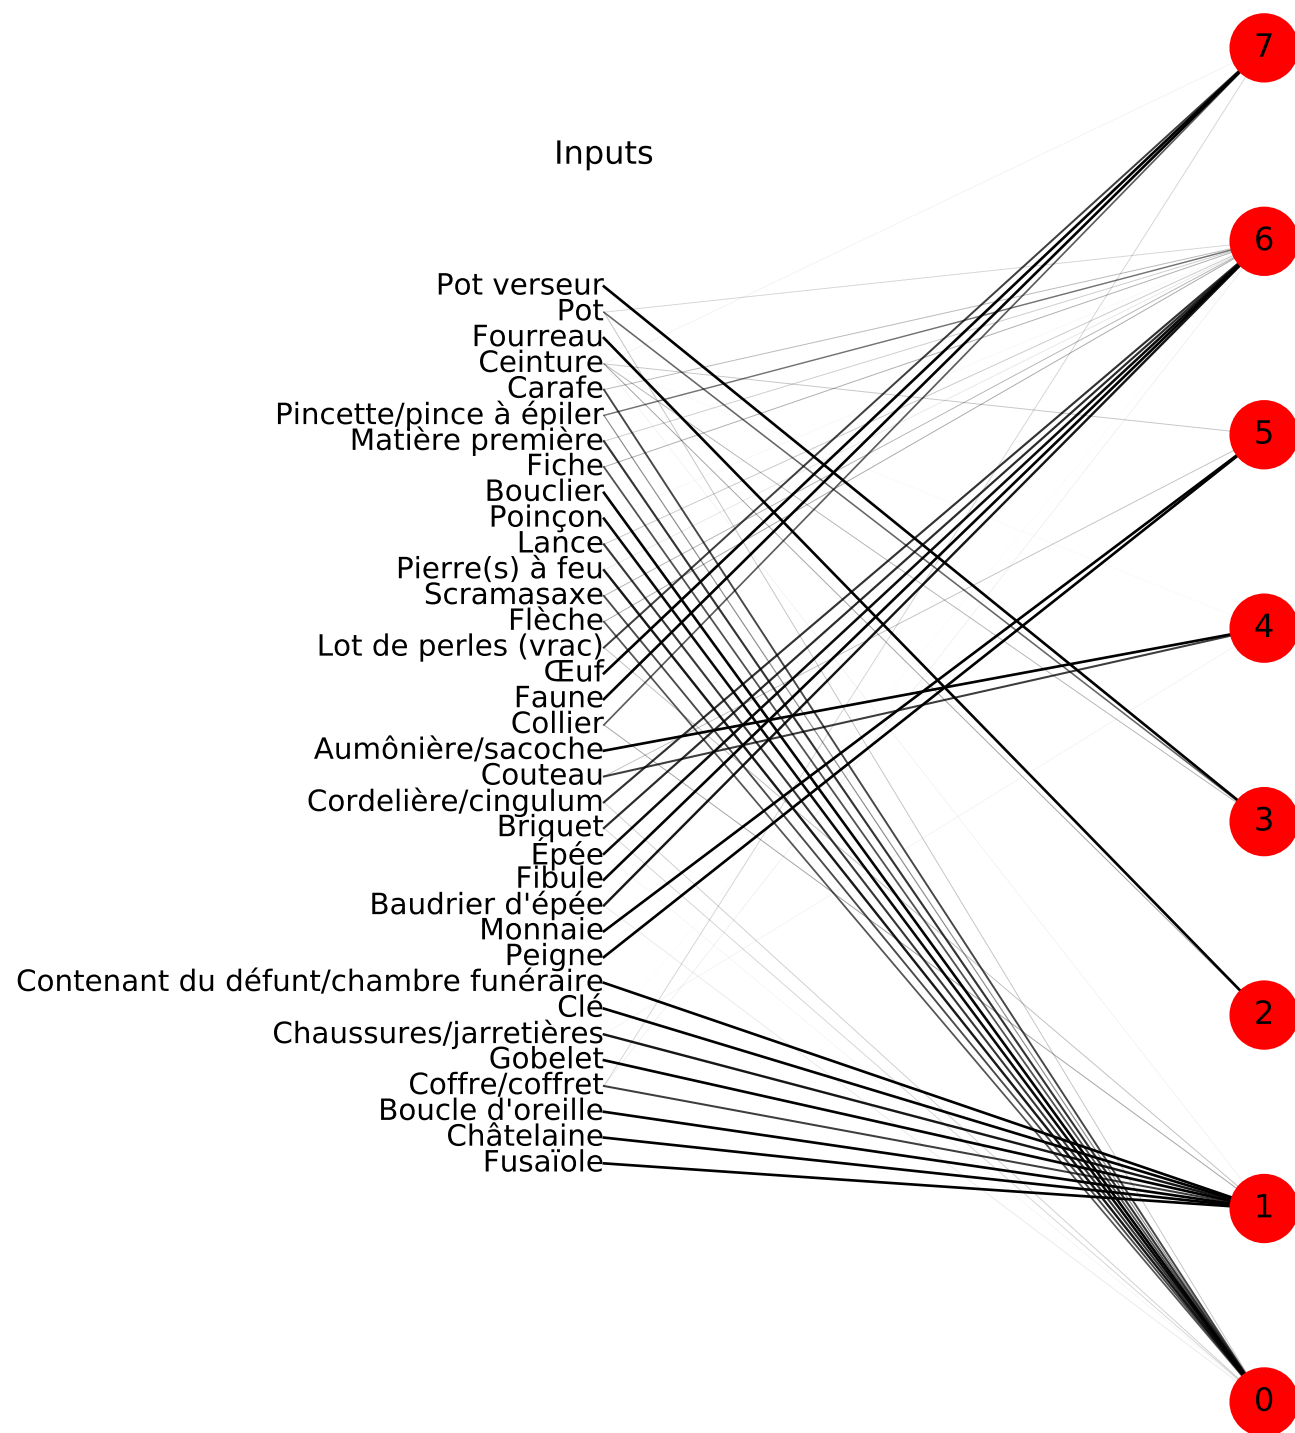 7
Inputs
6
Pot verseur
Pot
Fourreau
Ceinture
Carafe
Pincette/pince à épiler
5
Matière première
Fiche
Bouclier
Poinçon
Lance
Pierre(s) à feu
Scramasaxe
Flèche
4
Lot de perles (vrac)
Œuf
Faune
Collier
Aumônière/sacoche
Couteau
Cordelière/cingulum
3
Briquet
Épée
Fibule
Baudrier d'épée
Monnaie
Peigne
Contenant du défunt/chambre funéraire
Clé
2
Chaussures/jarretières
Gobelet
Coffre/coffret
Boucle d'oreille
Châtelaine
Fusaïole
1
0